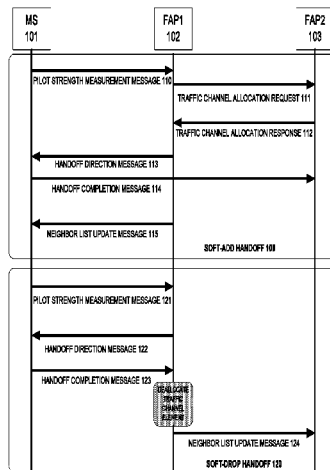 MS
101
FAP1
102
FAP2
103
PILOT STRENGTH MEASUREMENT MESSAGE 110
TRAFFIC CHANNEL ALLOCATION REQUEST 111
TRAFFIC CHANNEL ALLOCATION RESPONSE 112
HANDOFF DIRECTION MESSAGE 113
HANDOFF COMPLETION MESSAGE 114
NEIGHBOR LIST UPDATE MESSAGE 115
SOFT-ADD HANDOFF 100
PILOT STRENGTH MEASUREMENT MESSAGE 121
HANDOFF DIRECTION MESSAGE 122
HANDOFF COMPLETION MESSAGE 123
DEALLOCATE
TRAFFIC
CHANNEL
ELEMENT
NEIGHBOR LIST UPDATE MESSAGE 124
SOFT-DROP HANDOFF 120